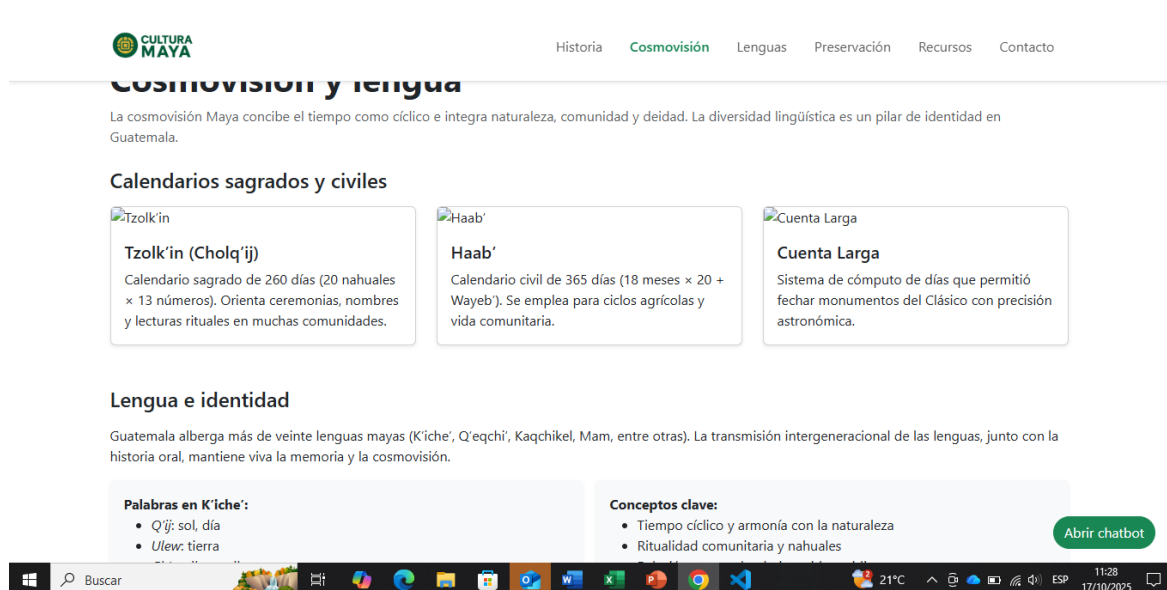 CULTURA
MAYA
Historia Cosmovisión Lenguas Preservación Recursos Contacto
Cosmovisión y lengua
La cosmovisión Maya concibe el tiempo como cíclico e integra naturaleza, comunidad y deidad. La diversidad lingüística es un pilar de identidad en
Guatemala.
Calendarios sagrados y civiles
Tzolk’in
Tzolk’in (Cholq’ij)
Calendario sagrado de 260 días (20 nahuales
× 13 números). Orienta ceremonias, nombres
y lecturas rituales en muchas comunidades.
Haab’
Haab’
Calendario civil de 365 días (18 meses × 20 +
Wayeb’). Se emplea para ciclos agrícolas y
vida comunitaria.
Cuenta Larga
Cuenta Larga
Sistema de cómputo de días que permitió
fechar monumentos del Clásico con precisión
astronómica.
Lengua e identidad
Guatemala alberga más de veinte lenguas mayas (K’iche’, Q’eqchi’, Kaqchikel, Mam, entre otras). La transmisión intergeneracional de las lenguas, junto con la
historia oral, mantiene viva la memoria y la cosmovisión.
Palabras en K’iche’:
Q’ij: sol, día
Ulew: tierra
Conceptos clave:
Tiempo cíclico y armonía con la naturaleza
Ritualidad comunitaria y nahuales
Abrir chatbot
Buscar
21°C
ESP
11:28
17/10/2025